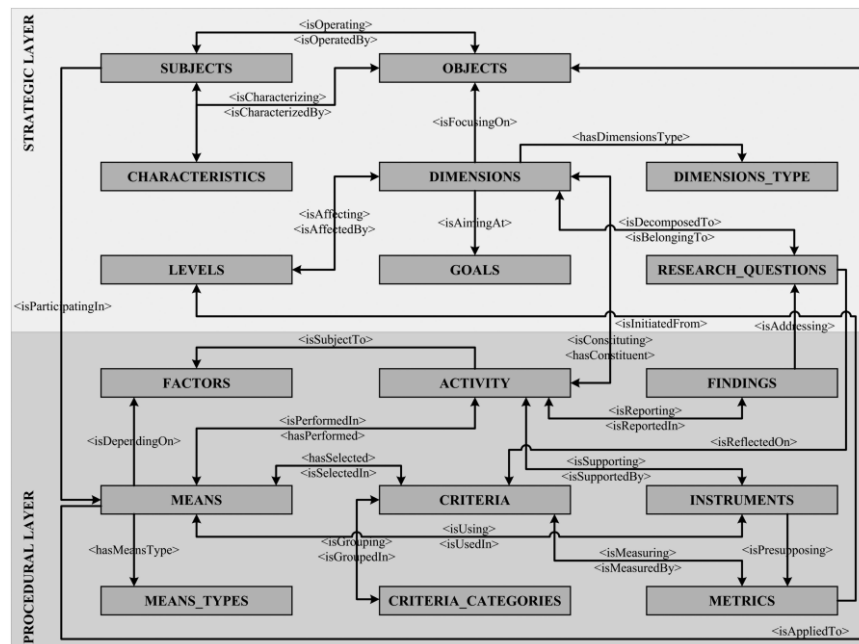 STRATEGIC LAYER
<isOperating>
<isOperatedBy>
SUBJECTS
OBJECTS
<isCharacterizing>
<isCharacterizedBy>
<isFocusingOn>
<hasDimensionsType>
CHARACTERISTICS
DIMENSIONS
DIMENSIONS_TYPE
<isAffecting>
<isAffectedBy>
<isAimingAt>
<isDecomposedTo>
<isBelongingTo>
LEVELS
GOALS
RESEARCH_QUESTIONS
<isParticipatingIn>
<isInitiatedFrom>
<isAddressing>
PROCEDURAL LAYER
<isSubjectTo>
<isConstituting>
<hasConstituent>
FACTORS
ACTIVITY
FINDINGS
<isPerformedIn>
<hasPerformed>
<isReporting>
<isReportedIn>
<isDependingOn>
<isReflectedOn>
<hasSelected>
<isSelectedIn>
<isSupporting>
<isSupportedBy>
MEANS
CRITERIA
INSTRUMENTS
<isUsing>
<isUsedIn>
<hasMeansType>
<isGrouping>
<isGroupedIn>
<isMeasuring>
<isMeasuredBy>
<isPresupposing>
MEANS_TYPES
CRITERIA_CATEGORIES
METRICS
<isAppliedTo>